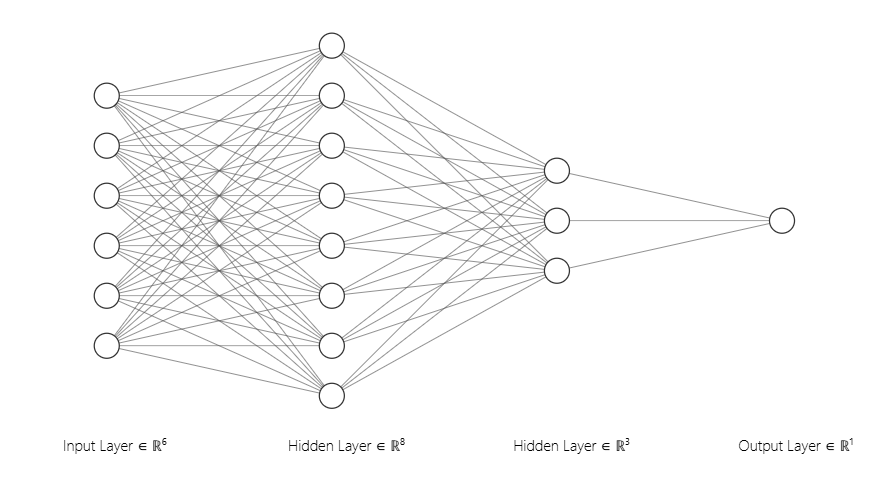 Input Layer ∈ ℝ⁶
Hidden Layer ∈ ℝ⁸
Hidden Layer ∈ ℝ³
Output Layer ∈ ℝ¹